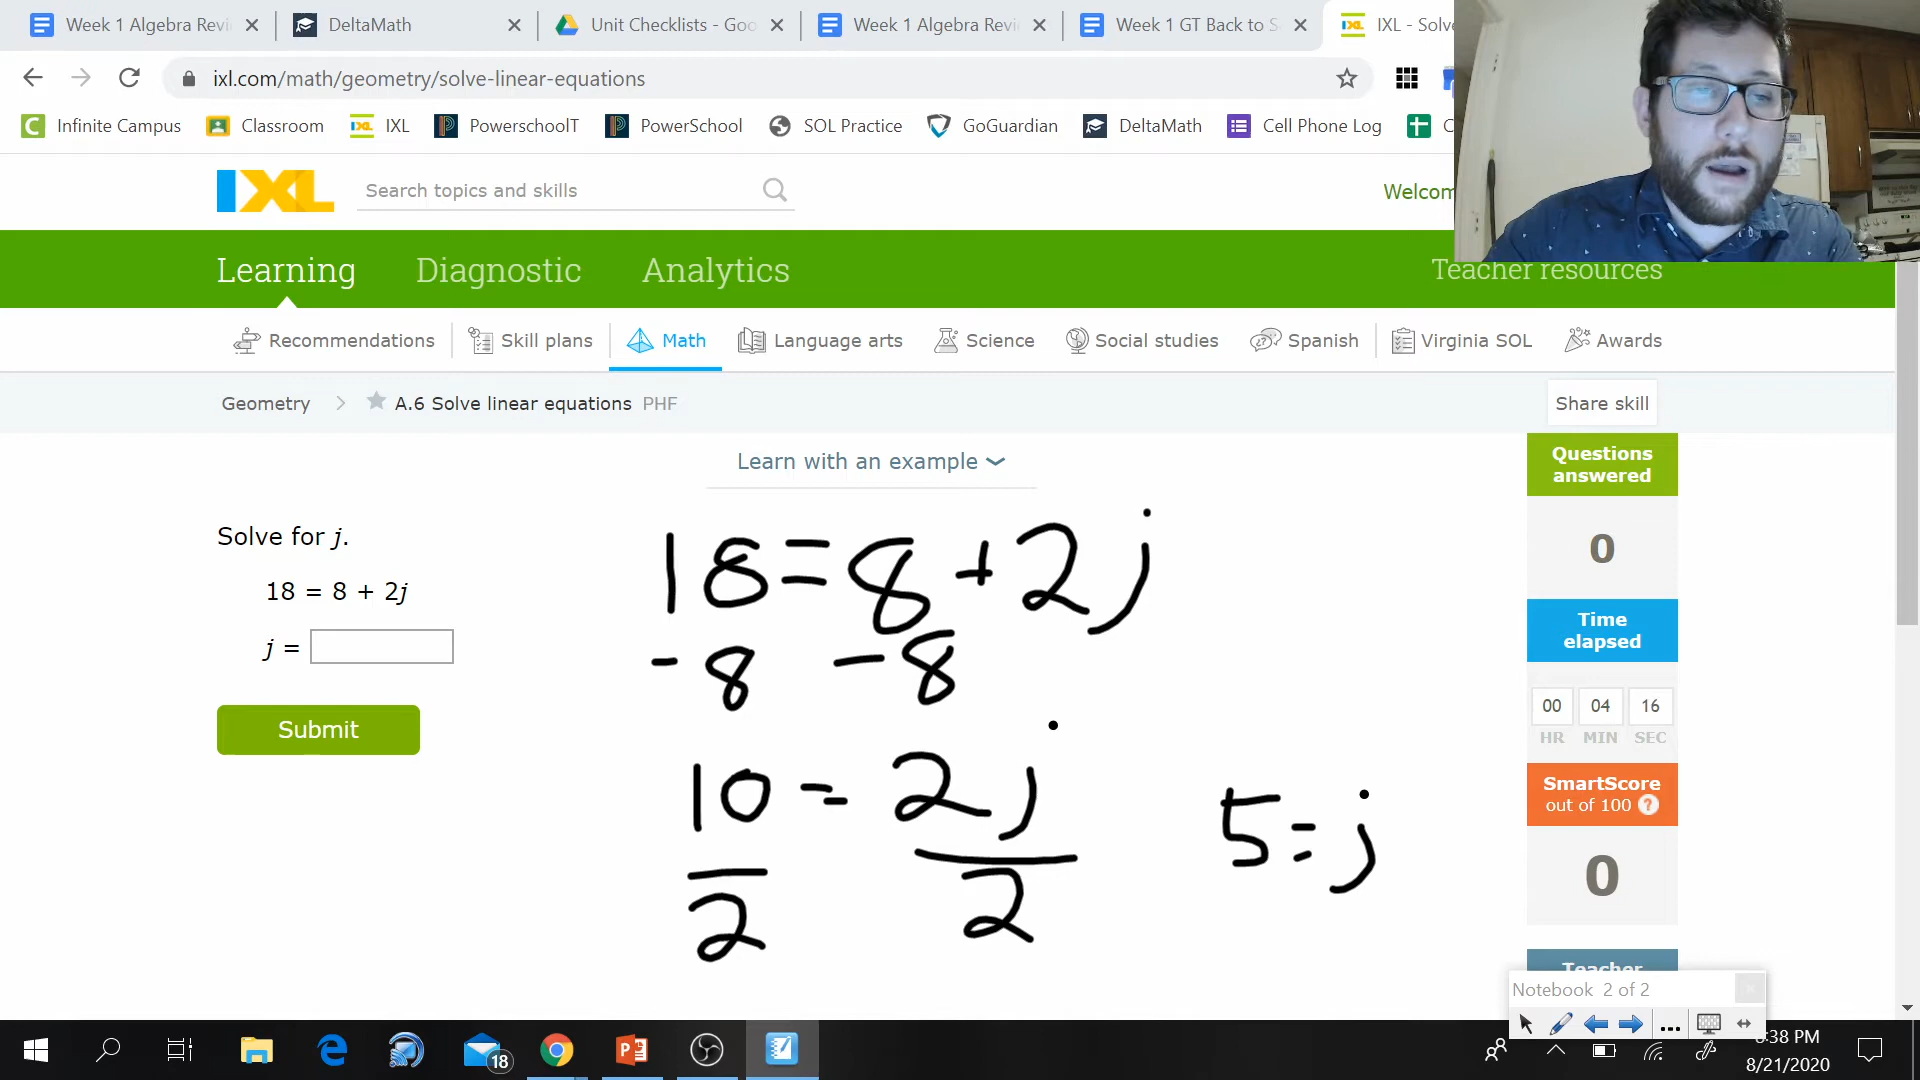 Week 1 Algebra Revi
DeltaMath
Unit Checklists - Goo
Week 1 Algebra Revi
Week 1 GT Back to S
IXL - Solve
ixl.com/math/geometry/solve-linear-equations
Infinite Campus
Classroom
IXL
PowerschoolT
PowerSchool
SOL Practice
GoGuardian
DeltaMath
Cell Phone Log
C
IXL
Search topics and skills
Welcom
Learning
Diagnostic
Analytics
Teacher resources
Recommendations
Skill plans
Math
Language arts
Science
Social studies
Spanish
Virginia SOL
Awards
Geometry
A.6 Solve linear equations PHF
Share skill
Learn with an example
Questions
answered
0
Time
elapsed
00 04 16
HR MIN SEC
SmartScore
out of 100 ?
0
Teacher
Solve for j.
18 = 8 + 2j
j =
Submit
18=8+2j
-8 -8
10 = 2j
2 2
5=j
Notebook 2 of 2
18
8:38 PM
8/21/2020